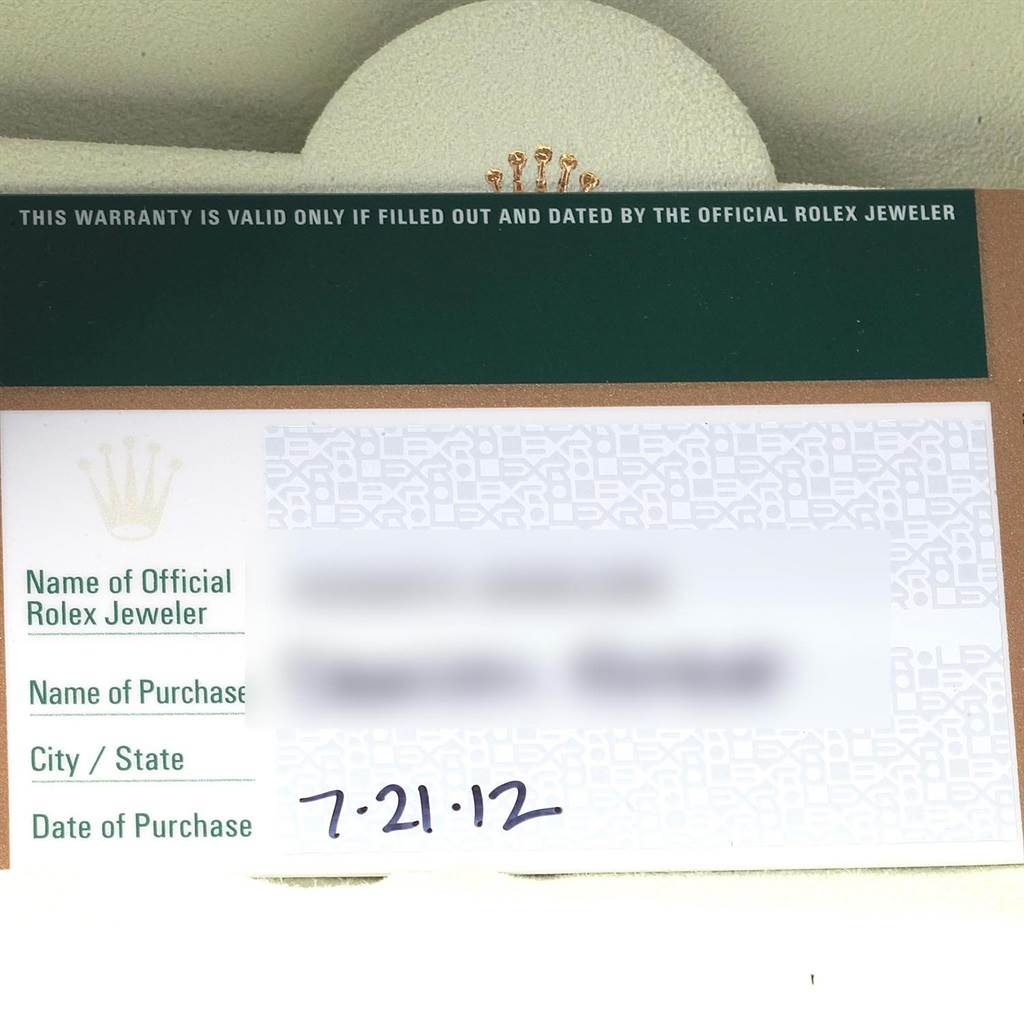 THIS WARRANTY IS VALID ONLY IF FILLED OUT AND DATED BY THE OFFICIAL ROLEX JEWELER
Name of Official
Rolex Jeweler
Name of Purchase
City / State
Date of Purchase 7·21·12